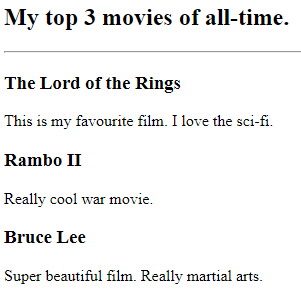 My top 3 movies of all-time.
The Lord of the Rings
This is my favourite film. I love the sci-fi.
Rambo II
Really cool war movie.
Bruce Lee
Super beautiful film. Really martial arts.